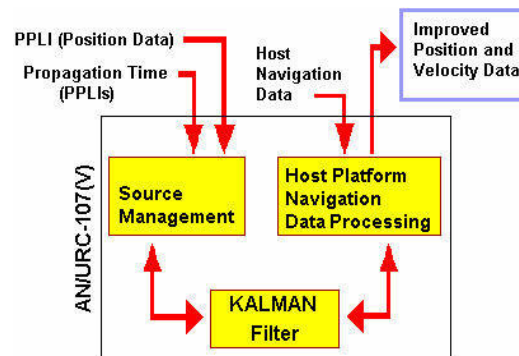 PPLI (Position Data)
Propagation Time
(PPLIs)
Host
Navigation
Data
Improved
Position and
Velocity Data
AN/URC-107(V)
Source
Management
Host Platform
Navigation
Data Processing
KALMAN
Filter